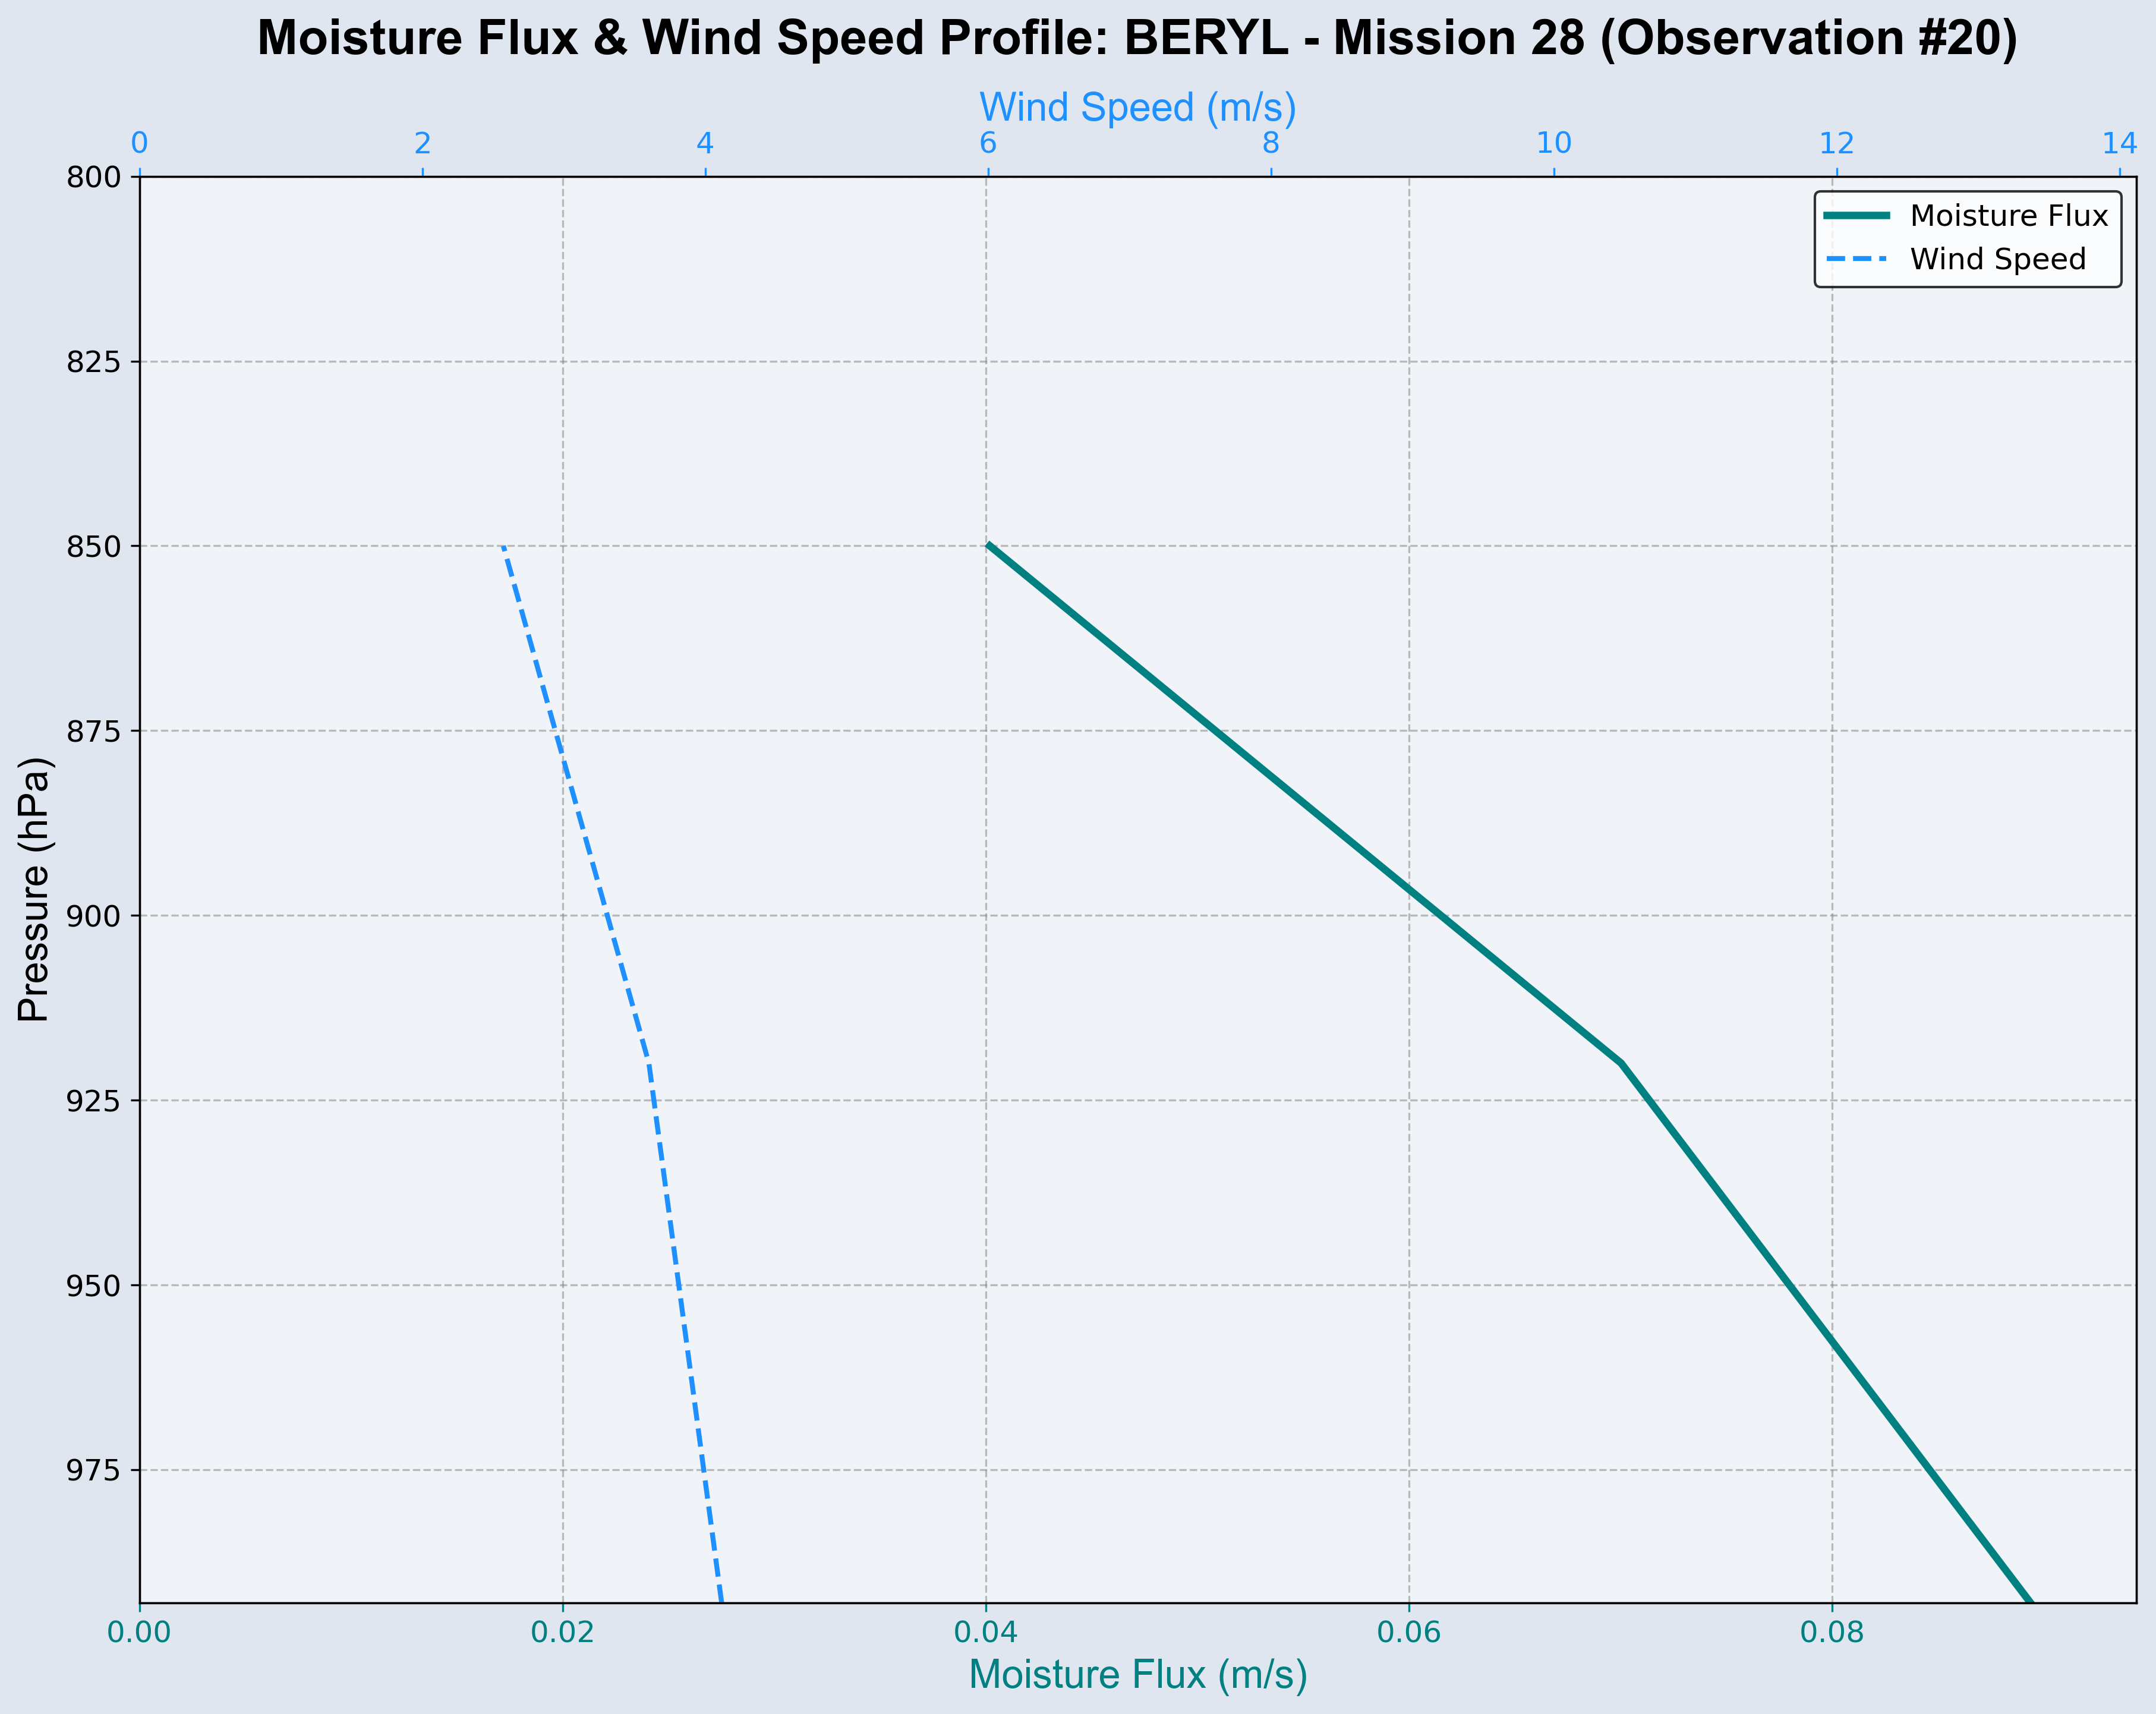 Moisture Flux & Wind Speed Profile: BERYL - Mission 28 (Observation #20)
Wind Speed (m/s)
0 2 4 6 8 10 12 14
Moisture Flux
Wind Speed
800
825
850
875
900
925
950
975
Pressure (hPa)
0.00 0.02 0.04 0.06 0.08
Moisture Flux (m/s)